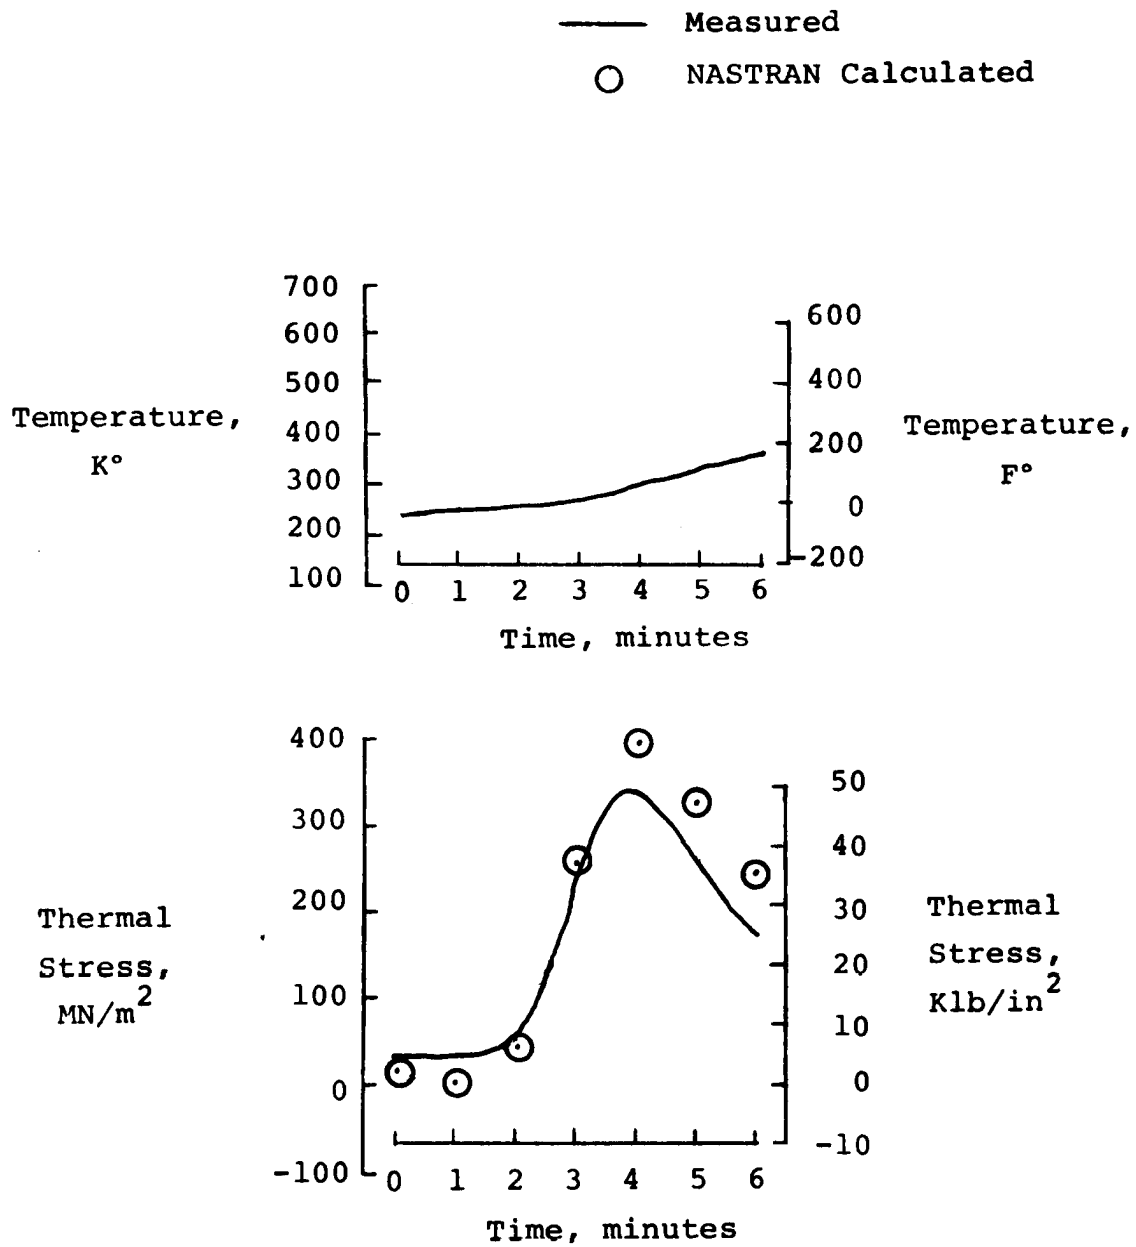 Measured
NASTRAN Calculated
700
600
500
400
300
200
100
Temperature,
K°
600
400
200
0
-200
Temperature,
F°
0 1 2 3 4 5 6
Time, minutes
400
300
200
100
0
-100
Thermal
Stress,
MN/m²
50
40
30
20
10
0
-10
Thermal
Stress,
Klb/in²
0 1 2 3 4 5 6
Time, minutes